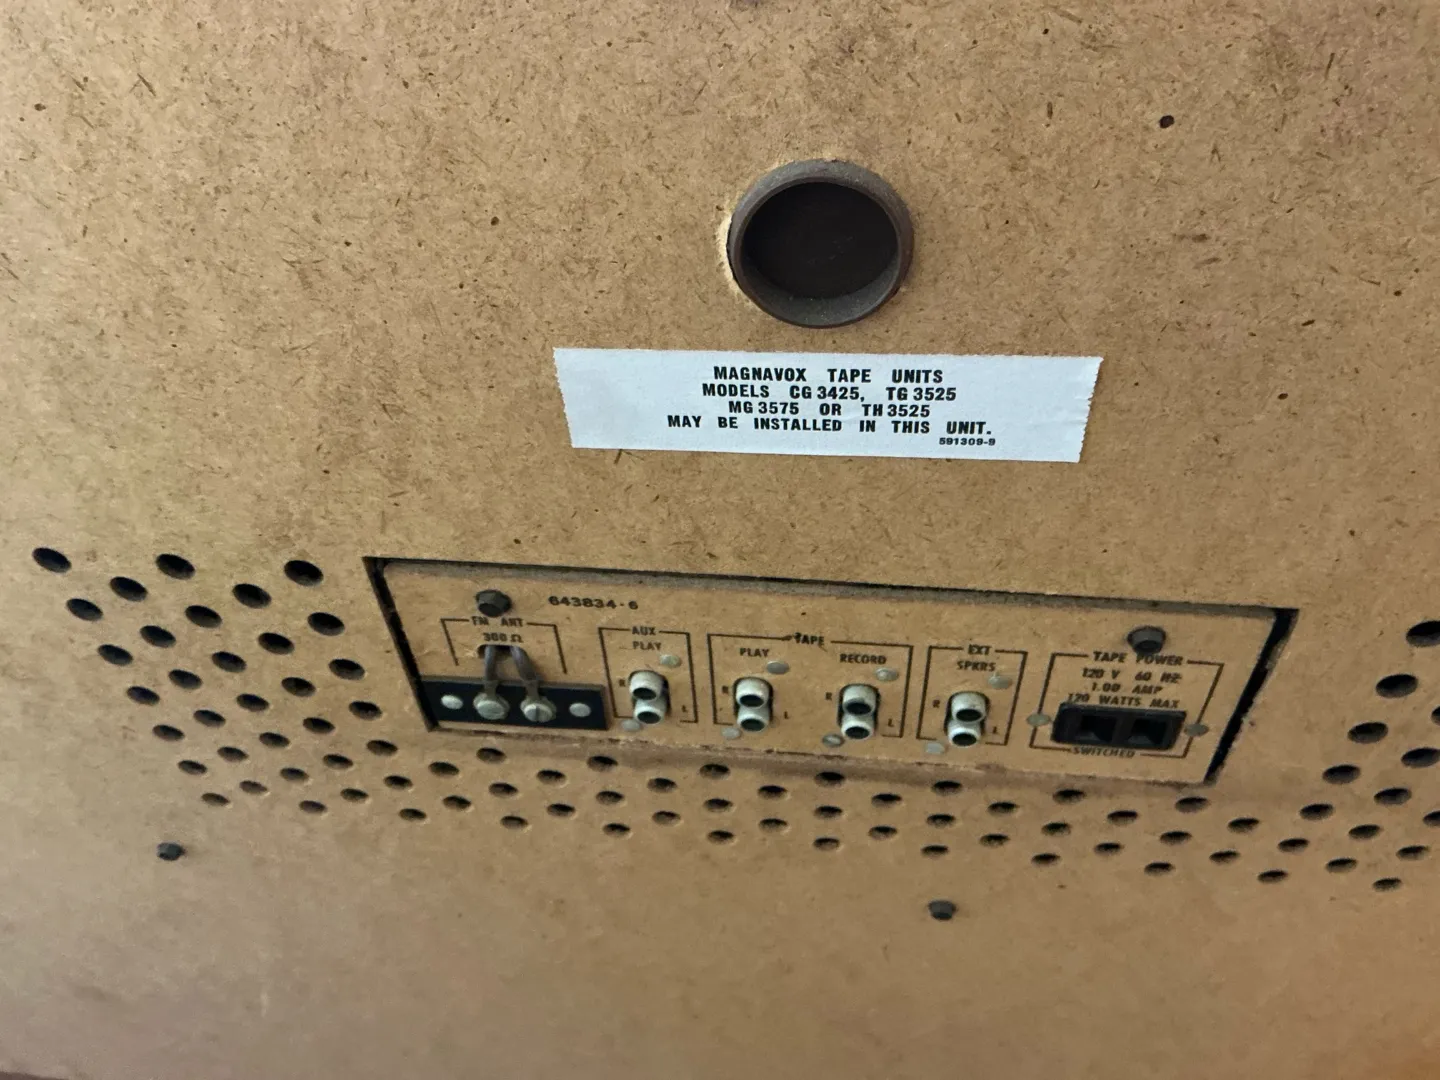 MAGNAVOX TAPE UNITS
MODELS CG 3425, TG 3525
MG 3575 OR TH 3525
MAY BE INSTALLED IN THIS UNIT.
591309-9
643834-6
FM ANT
300 Ω
AUX
PLAY
R
L
TAPE
PLAY
R
L
RECORD
R
L
EXT
SPKRS
R
L
TAPE POWER
120 V 60 HZ
1.00 AMP
120 WATTS MAX
SWITCHED